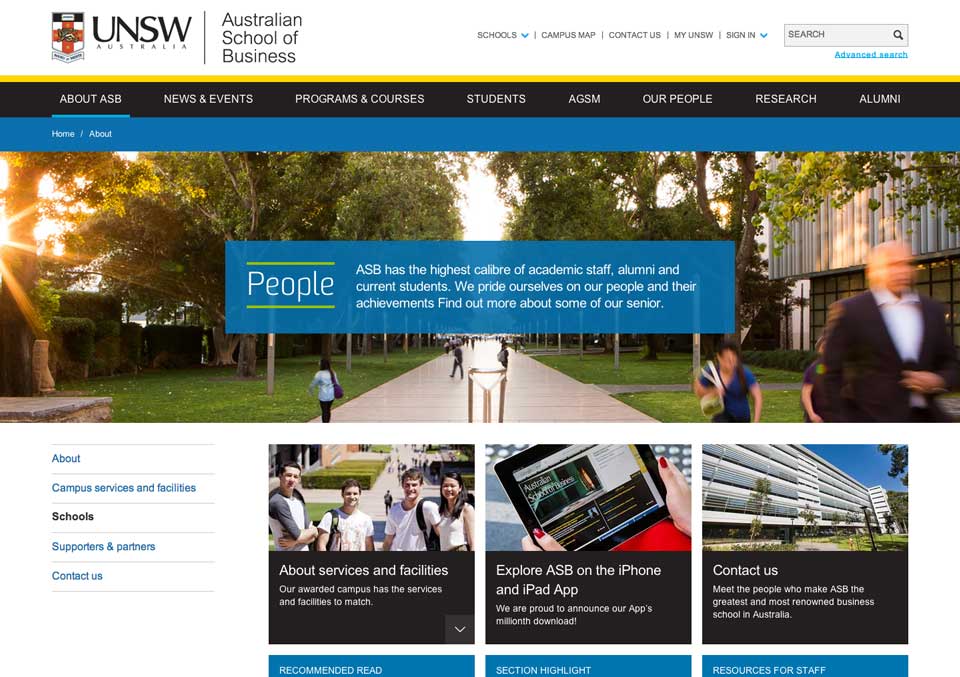 UNSW
AUSTRALIA
Australian
School of
Business
SCHOOLS | CAMPUS MAP | CONTACT US | MY UNSW | SIGN IN
SEARCH
Advanced search
ABOUT ASB NEWS & EVENTS PROGRAMS & COURSES STUDENTS AGSM OUR PEOPLE RESEARCH ALUMNI
Home / About
People
ASB has the highest calibre of academic staff, alumni and
current students. We pride ourselves on our people and their
achievements Find out more about some of our senior.
About
Campus services and facilities
Schools
Supporters & partners
Contact us
About services and facilities
Our awarded campus has the services
and facilities to match.
Australian
School of Business
Explore ASB on the iPhone
and iPad App
We are proud to announce our App's
millionth download!
Contact us
Meet the people who make ASB the
greatest and most renowned business
school in Australia.
RECOMMENDED READ
SECTION HIGHLIGHT
RESOURCES FOR STAFF